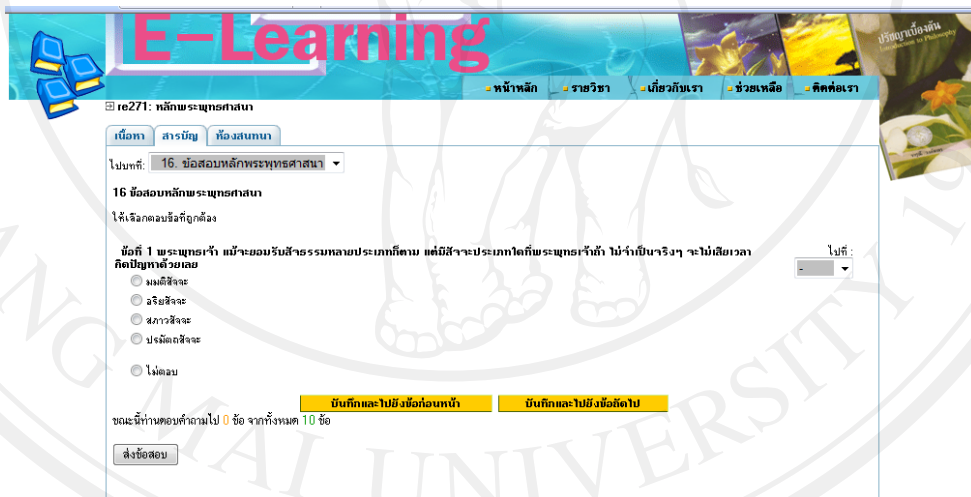 E-Learning
ปรัชญาเบื้องต้น
Introduction to Philosophy
หน้าหลัก รายวิชา เกี่ยวกับเรา ช่วยเหลือ ติดต่อเรา
re271: หลักพระพุทธศาสนา
เนื้อหา สารบัญ ห้องสนทนา
ไปบทที่: 16. ข้อสอบหลักพระพุทธศาสนา
16 ข้อสอบหลักพระพุทธศาสนา
ให้เลือกตอบข้อที่ถูกต้อง
ข้อที่ 1 พระพุทธเจ้า แม้จะยอมรับสัจธรรมหลายประเภทก็ตาม แต่มีสัจจะประเภทใดที่พระพุทธเจ้าถ้า ไม่จำเป็นจริงๆ จะไม่เสียเวลา
คิดปัญหาด้วยเลย
ไปที่ :
-
มมติสัจจะ
อริยสัจจะ
สภาวสัจจะ
ปรมัตถสัจจะ
ไม่ตอบ
บันทึกและไปยังข้อก่อนหน้า บันทึกและไปยังข้อถัดไป
ขณะนี้ท่านตอบคำถามไป 0 ข้อ จากทั้งหมด 10 ข้อ
ส่งข้อสอบ